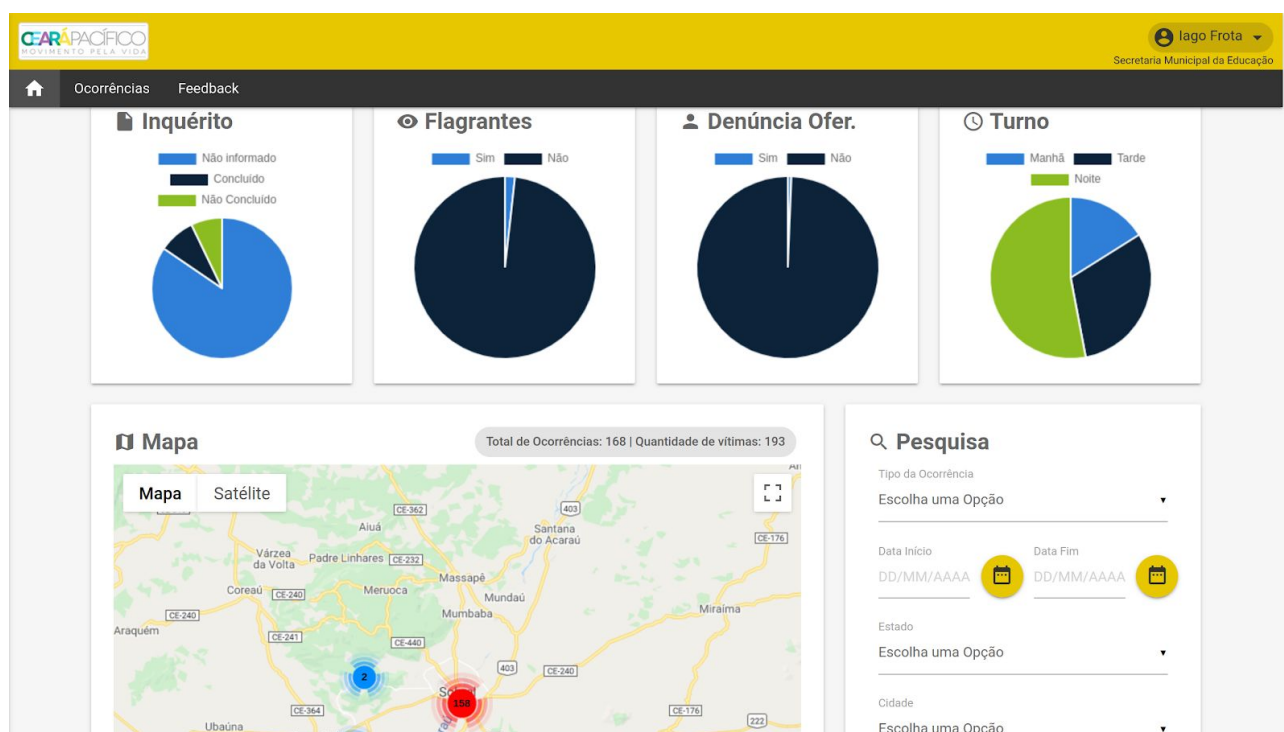 CEARÁPACÍFICO
MOVIMENTO PELA VIDA
Iago Frota
Secretaria Municipal da Educação
Ocorrências Feedback
Inquérito
Não informado
Concluído
Não Concluído
Flagrantes
Sim Não
Denúncia Ofer.
Sim Não
Turno
Manhã Tarde
Noite
Mapa
Total de Ocorrências: 168 | Quantidade de vítimas: 193
Mapa Satélite
CE-362
403
Aiuá
Santana
do Acaraú
CE-176
Várzea
da Volta
Padre Linhares
CE-232
Massapê
Coreaú
CE-240
Meruoca
Mundaú
Mumbaba
Miraíma
CE-240
Araquém
CE-241
CE-440
403
CE-240
2
158
CE-364
CE-176
222
Ubaúna
Pesquisa
Tipo da Ocorrência
Escolha uma Opção
Data Início Data Fim
DD/MM/AAAA DD/MM/AAAA
Estado
Escolha uma Opção
Cidade
Escolha uma Opção